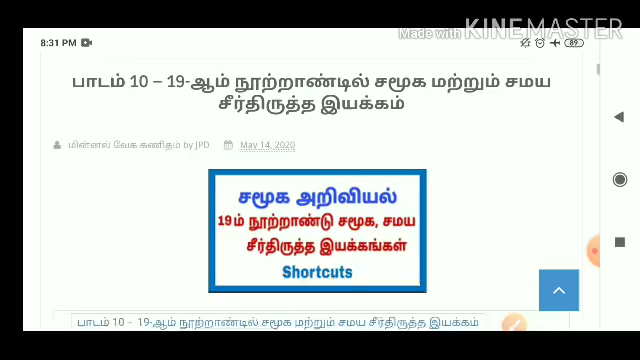 Made with KINEMASTER
8:31 PM
89
பாடம் 10 – 19-ஆம் நூற்றாண்டில் சமூக மற்றும் சமய
சீர்திருத்த இயக்கம்
மின்னல் வேக கணிதம் by JPD May 14, 2020
சமூக அறிவியல்
19ம் நூற்றாண்டு சமூக, சமய
சீர்திருத்த இயக்கங்கள்
Shortcuts
பாடம் 10 - 19-ஆம் நூற்றாண்டில் சமூக மற்றும் சமய சீர்திருத்த இயக்கம்